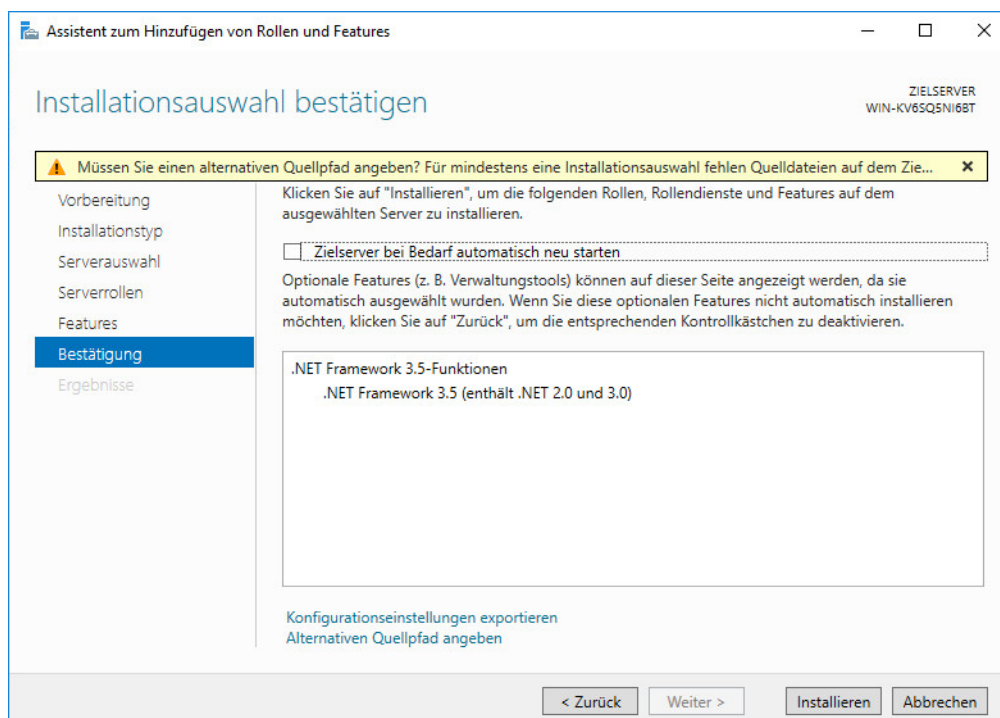 Assistent zum Hinzufügen von Rollen und Features
Installationsauswahl bestätigen
ZIELSERVER
WIN-KV6SQ5NI6BT
Müssen Sie einen alternativen Quellpfad angeben? Für mindestens eine Installationsauswahl fehlen Quelldateien auf dem Zie...
Vorbereitung
Installationstyp
Serverauswahl
Serverrollen
Features
Bestätigung
Ergebnisse
Klicken Sie auf "Installieren", um die folgenden Rollen, Rollendienste und Features auf dem
ausgewählten Server zu installieren.
Zielserver bei Bedarf automatisch neu starten
Optionale Features (z. B. Verwaltungstools) können auf dieser Seite angezeigt werden, da sie
automatisch ausgewählt wurden. Wenn Sie diese optionalen Features nicht automatisch installieren
möchten, klicken Sie auf "Zurück", um die entsprechenden Kontrollkästchen zu deaktivieren.
.NET Framework 3.5-Funktionen
.NET Framework 3.5 (enthält .NET 2.0 und 3.0)
Konfigurationseinstellungen exportieren
Alternativen Quellpfad angeben
< Zurück
Weiter >
Installieren
Abbrechen